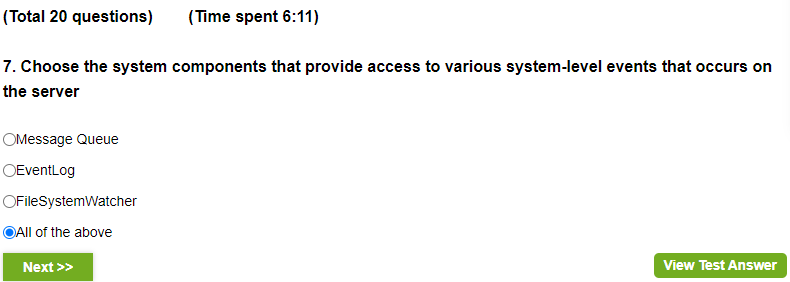 (Total 20 questions) (Time spent 6:11)
7. Choose the system components that provide access to various system-level events that occurs on
the server
Message Queue
EventLog
FileSystemWatcher
All of the above
Next >>
View Test Answer